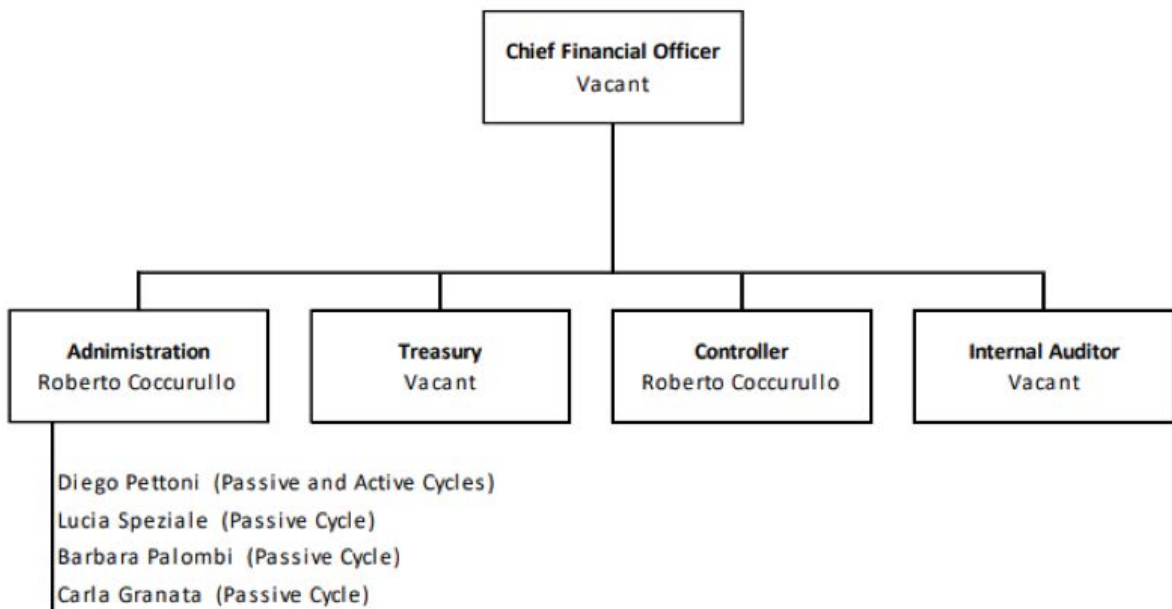 Chief Financial Officer
Vacant
Adnimistration
Roberto Coccurullo
Treasury
Vacant
Controller
Roberto Coccurullo
Internal Auditor
Vacant
Diego Pettoni (Passive and Active Cycles)
Lucia Speziale (Passive Cycle)
Barbara Palombi (Passive Cycle)
Carla Granata (Passive Cycle)